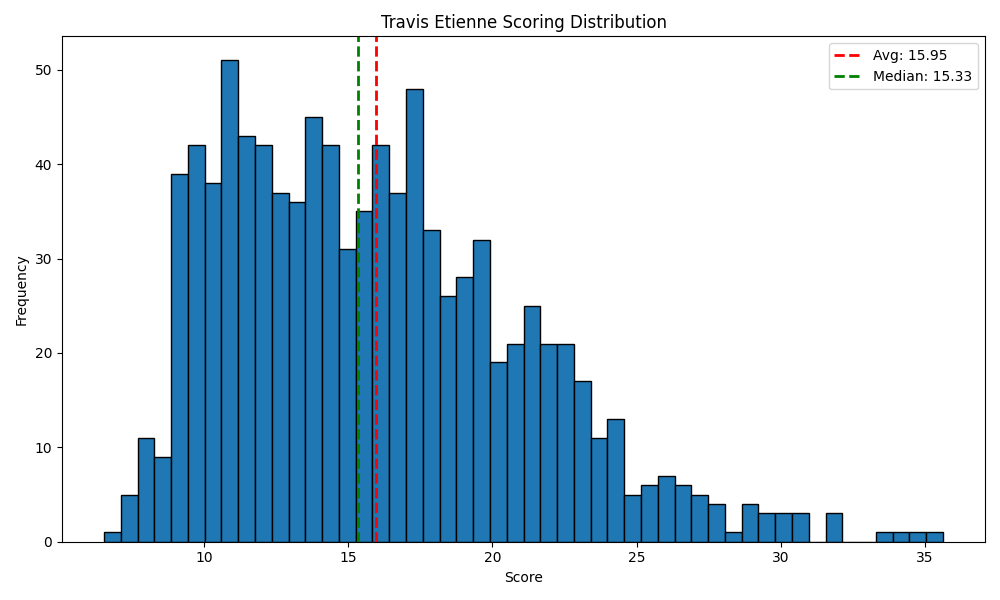 Travis Etienne Scoring Distribution
Avg: 15.95
Median: 15.33
Frequency
50
40
30
20
10
0
10 15 20 25 30 35
Score